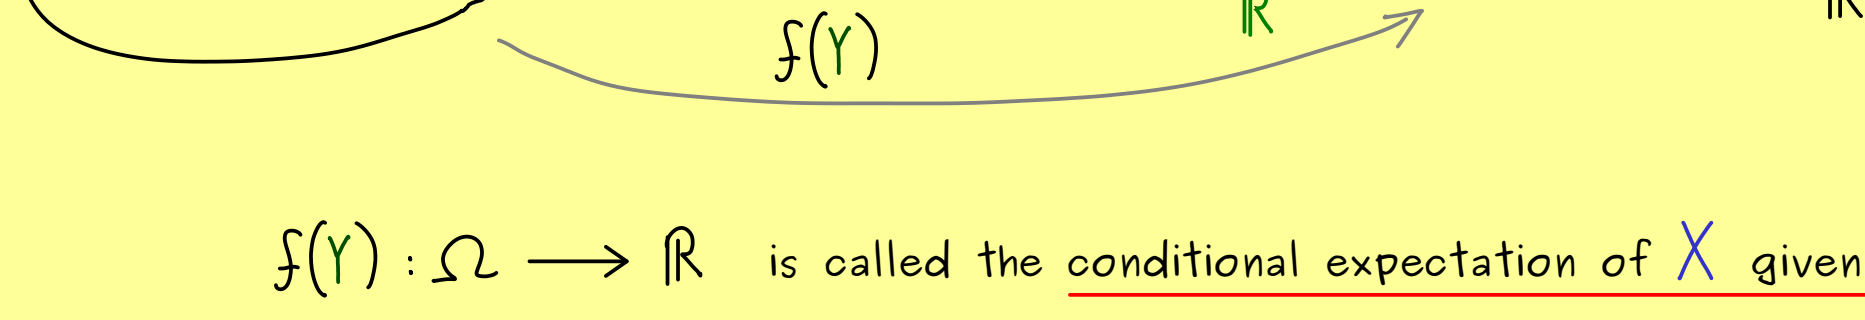 ℝ
f(Y)
f(Y) : Ω ⟶ ℝ is called the conditional expectation of X given